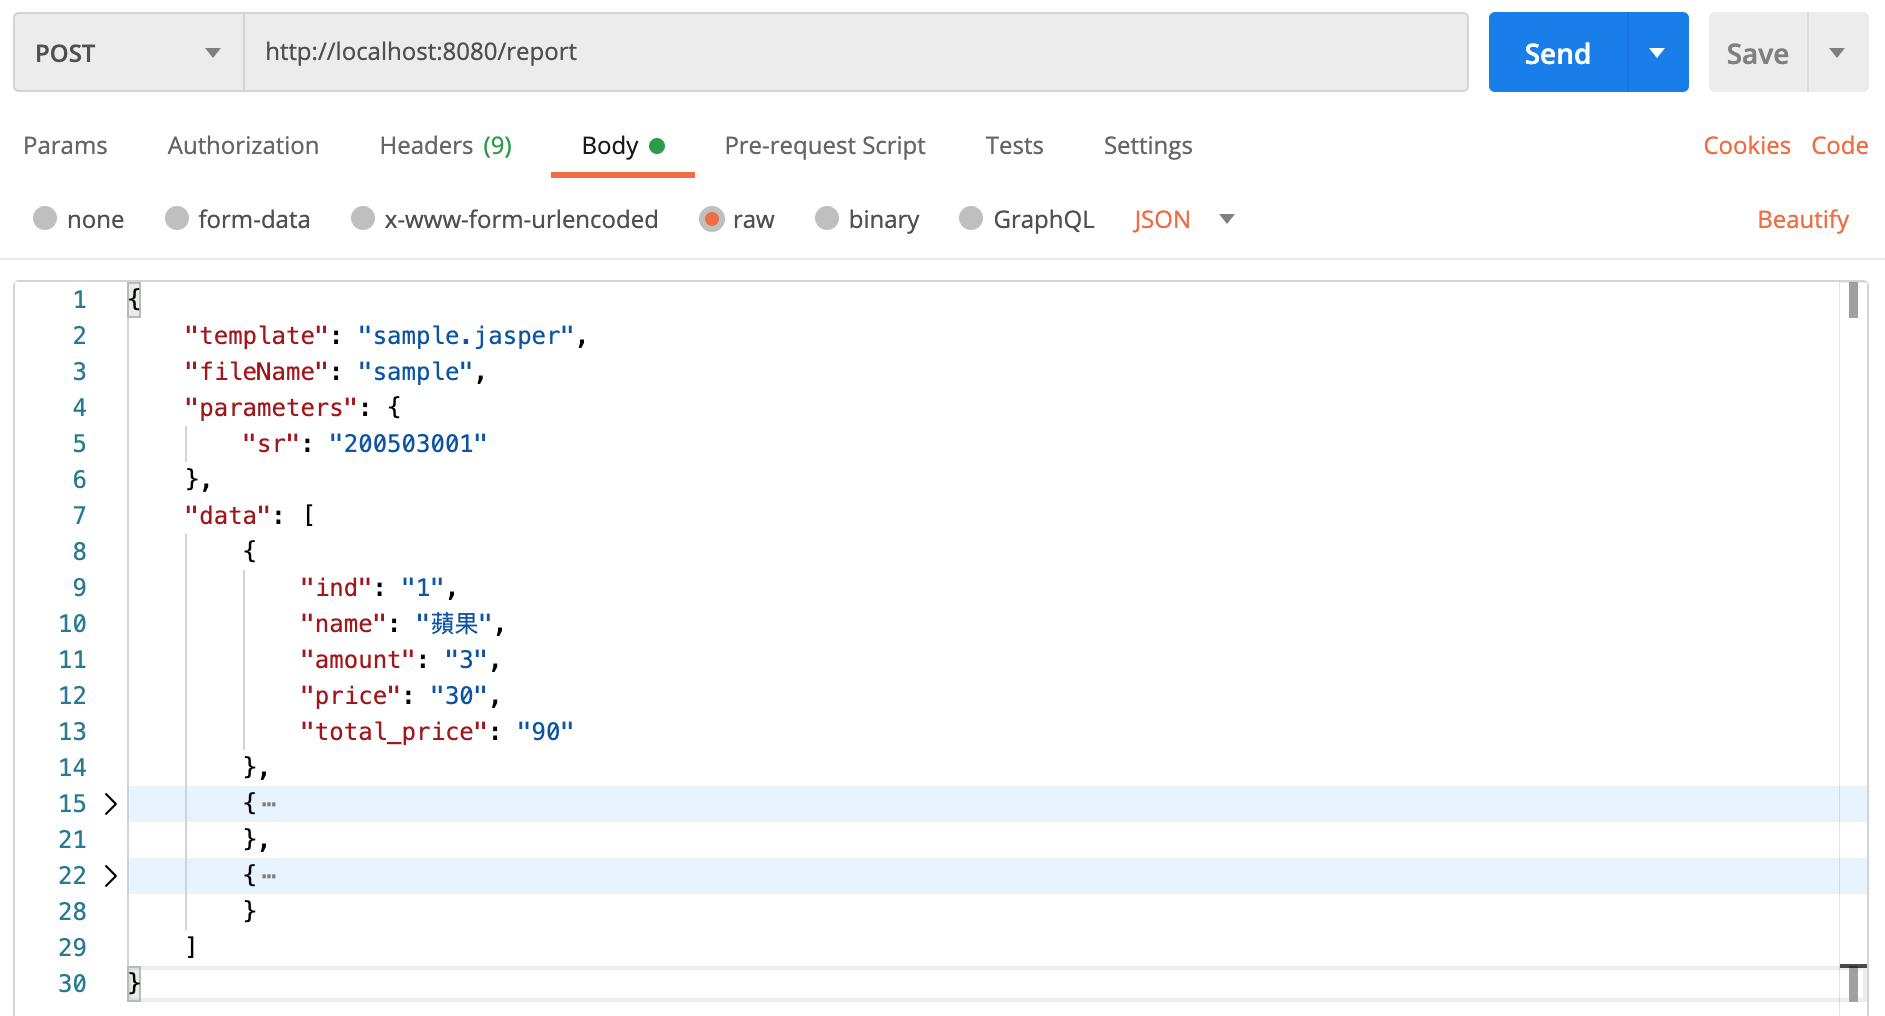 POST http://localhost:8080/report Send Save
Params Authorization Headers (9) Body Pre-request Script Tests Settings Cookies Code
none form-data x-www-form-urlencoded raw binary GraphQL JSON Beautify
1 {
2 "template": "sample.jasper",
3 "fileName": "sample",
4 "parameters": {
5 "sr": "200503001"
6 },
7 "data": [
8 {
9 "ind": "1",
10 "name": "蘋果",
11 "amount": "3",
12 "price": "30",
13 "total_price": "90"
14 },
15 {⋯
21 },
22 {⋯
28 }
29 ]
30 }